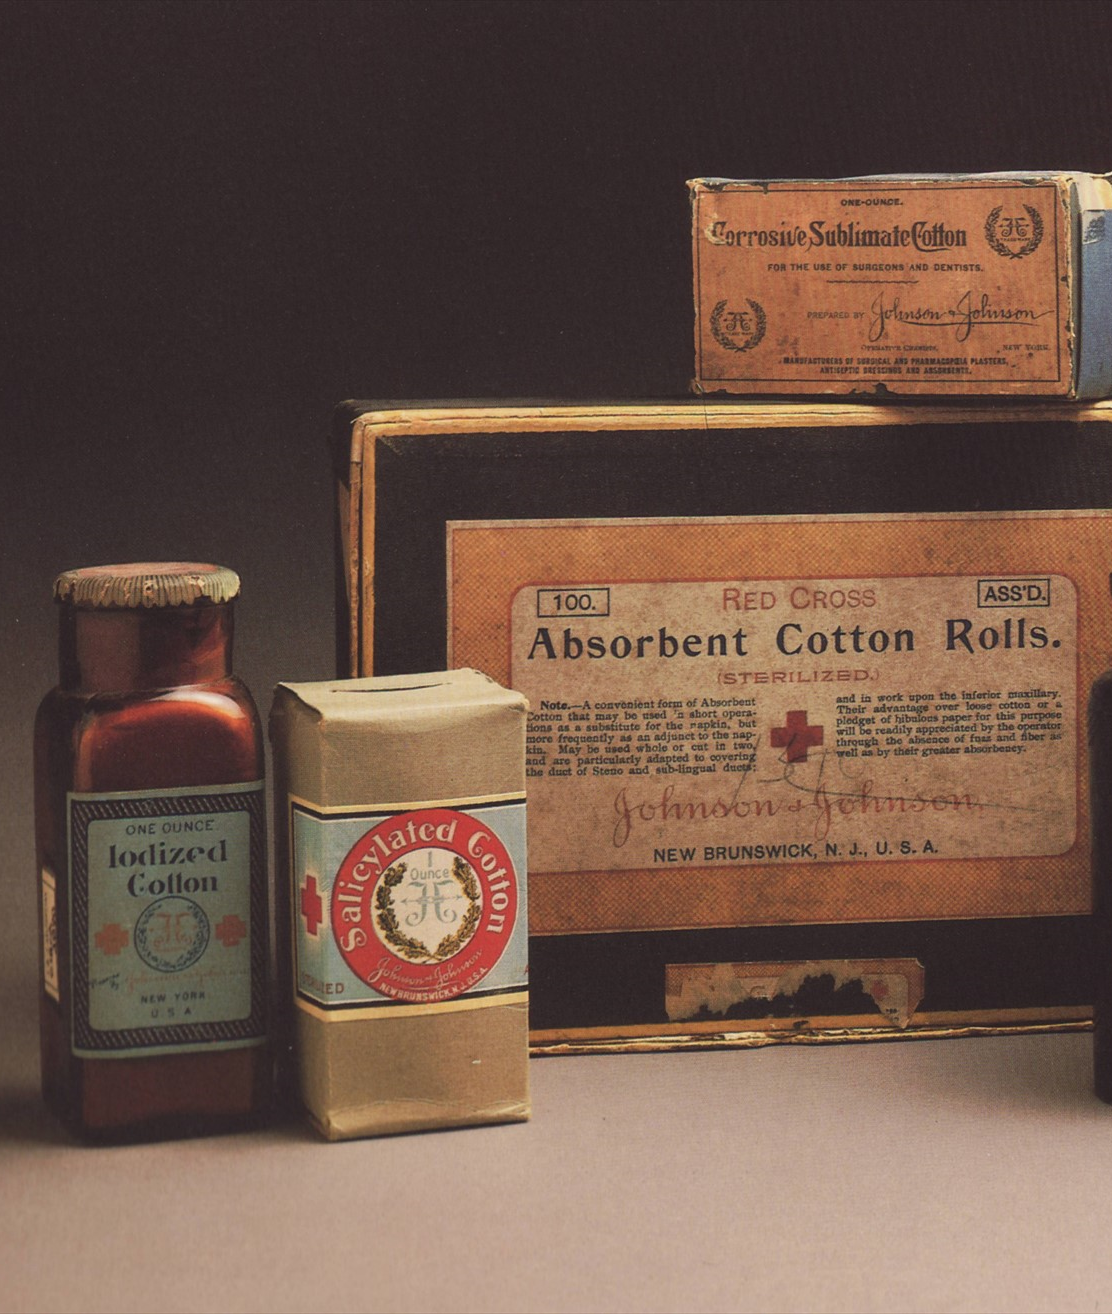 ONE-OUNCE.
Corrosive Sublimate Cotton
FOR THE USE OF SURGEONS AND DENTISTS.
PREPARED BY Johnson & Johnson
OPERATIVE CHEMISTS, NEW YORK.
MANUFACTURERS OF SURGICAL AND PHARMACOPŒIA PLASTERS,
ANTISEPTIC DRESSINGS AND ABSORBENTS.
100.
RED CROSS
ASS'D.
Absorbent Cotton Rolls.
(STERILIZED.)
Note.—A convenient form of Absorbent
Cotton that may be used in short opera-
tions as a substitute for the napkin, but
more frequently as an adjunct to the nap-
kin. May be used whole or cut in two,
and are particularly adapted to covering
the duct of Steno and sub-lingual ducts;
and in work upon the inferior maxillary.
Their advantage over loose cotton or a
pledget of bibulous paper for this purpose
will be readily appreciated by the operator
through the absence of fuzz and fiber as
well as by their greater absorbency.
Johnson & Johnson
NEW BRUNSWICK, N. J., U. S. A.
ONE OUNCE.
Iodized
Cotton
NEW YORK
U.S.A
Salicylated Cotton
1
Ounce
Johnson & Johnson
NEW BRUNSWICK, N.J. U.S.A.